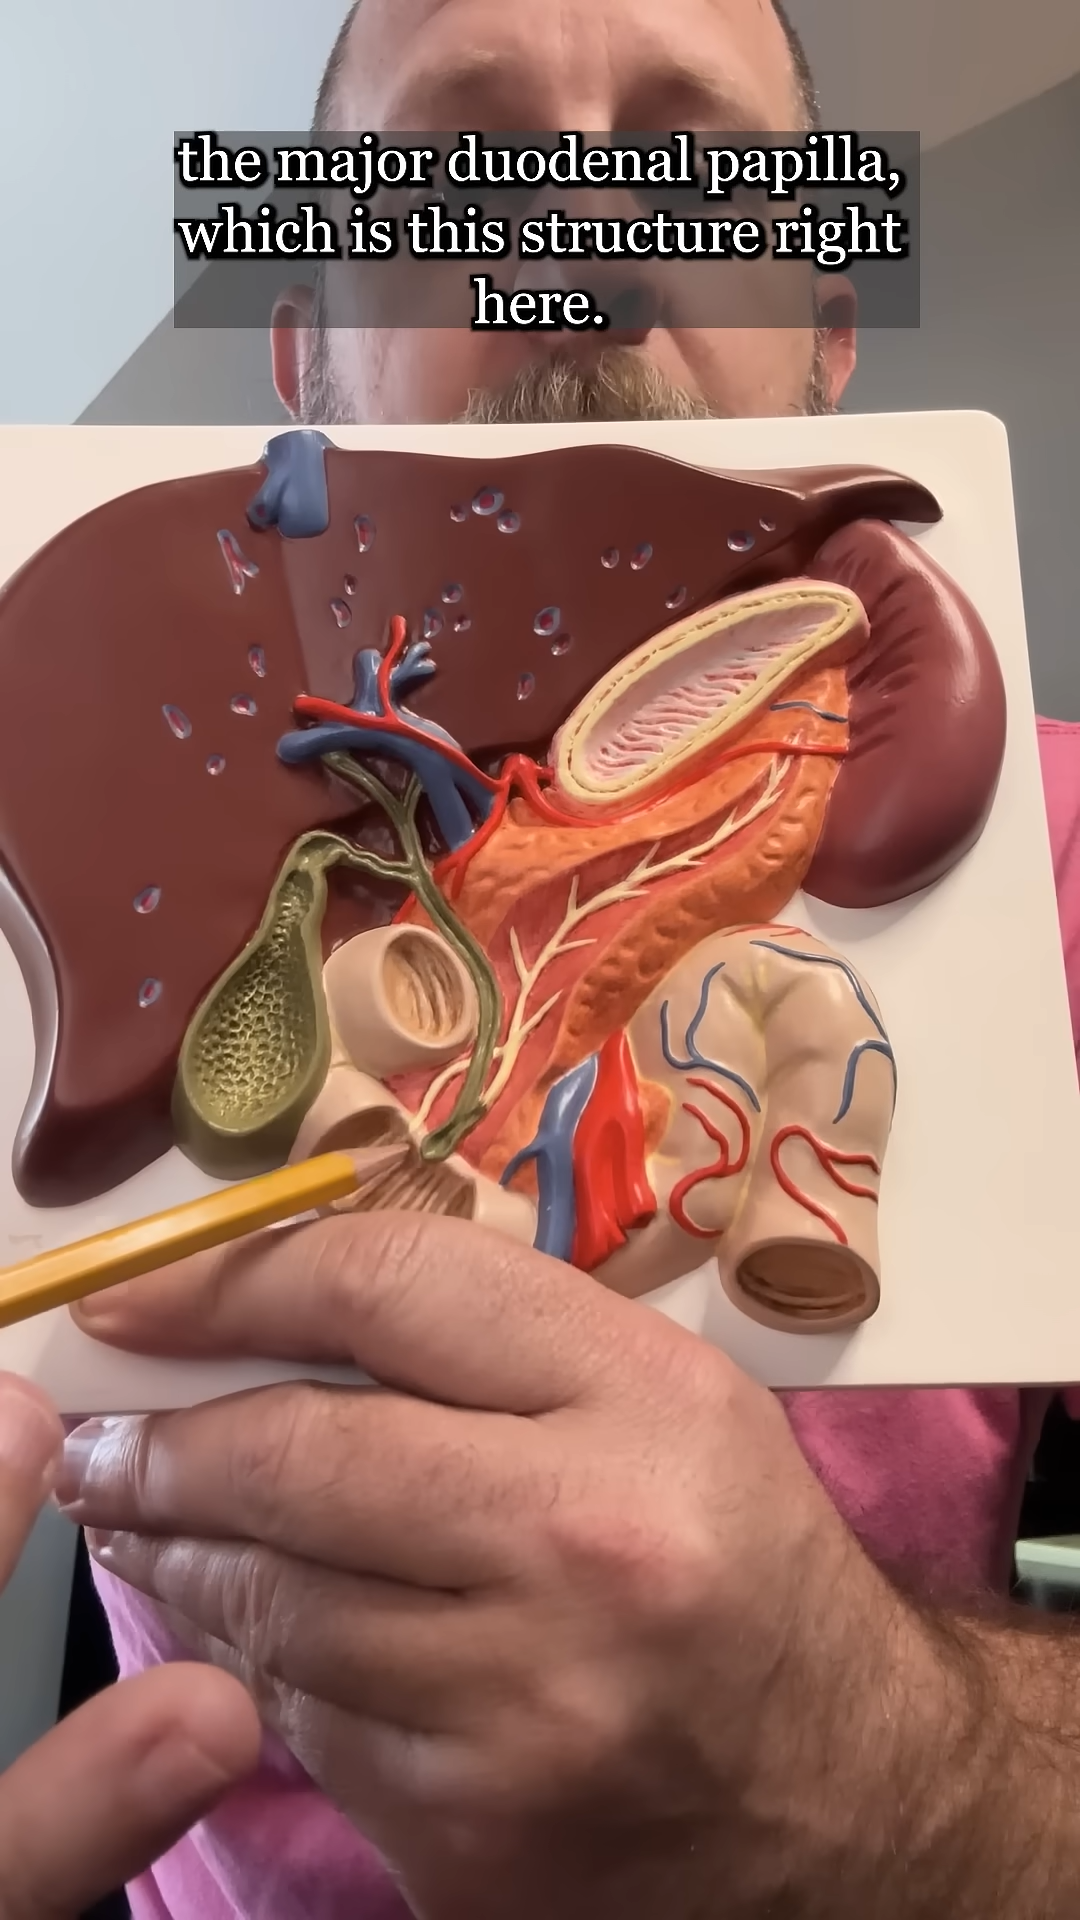 the major duodenal papilla,
which is this structure right
here.